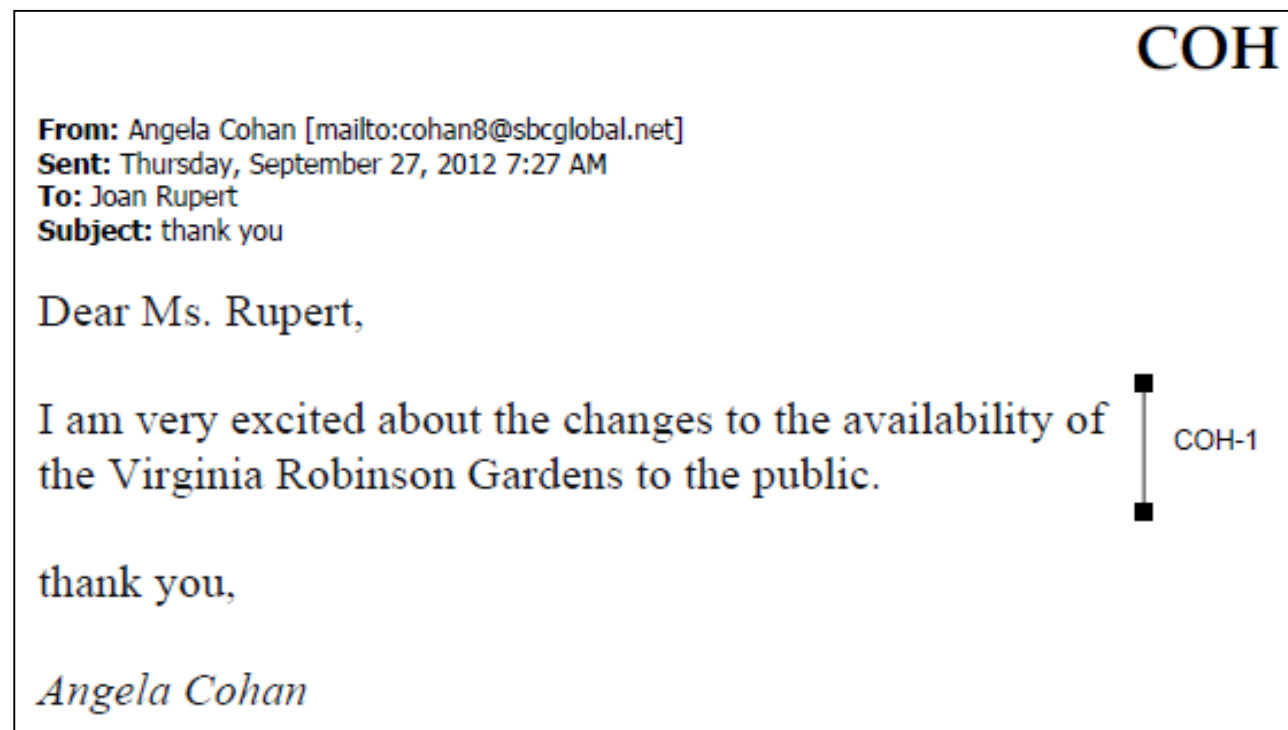 COH
From: Angela Cohan [mailto:cohan8@sbcglobal.net]
Sent: Thursday, September 27, 2012 7:27 AM
To: Joan Rupert
Subject: thank you
Dear Ms. Rupert,
I am very excited about the changes to the availability of
the Virginia Robinson Gardens to the public.
COH-1
thank you,
Angela Cohan